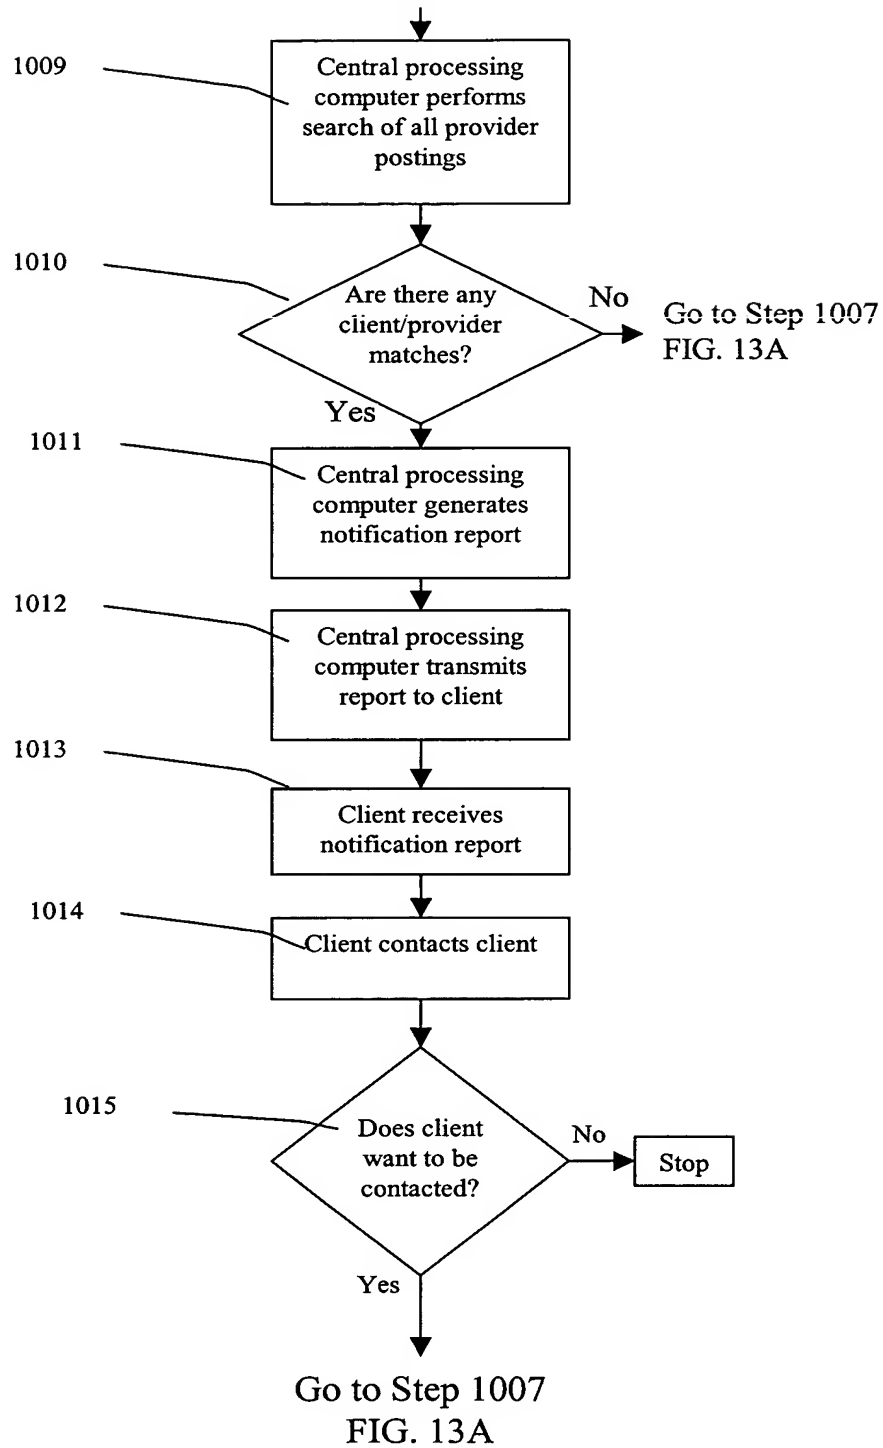 1009
Central processing
computer performs
search of all provider
postings
1010
Are there any
client/provider
matches?
No
Go to Step 1007
FIG. 13A
Yes
1011
Central processing
computer generates
notification report
1012
Central processing
computer transmits
report to client
1013
Client receives
notification report
1014
Client contacts client
1015
Does client
want to be
contacted?
No
Stop
Yes
Go to Step 1007
FIG. 13A